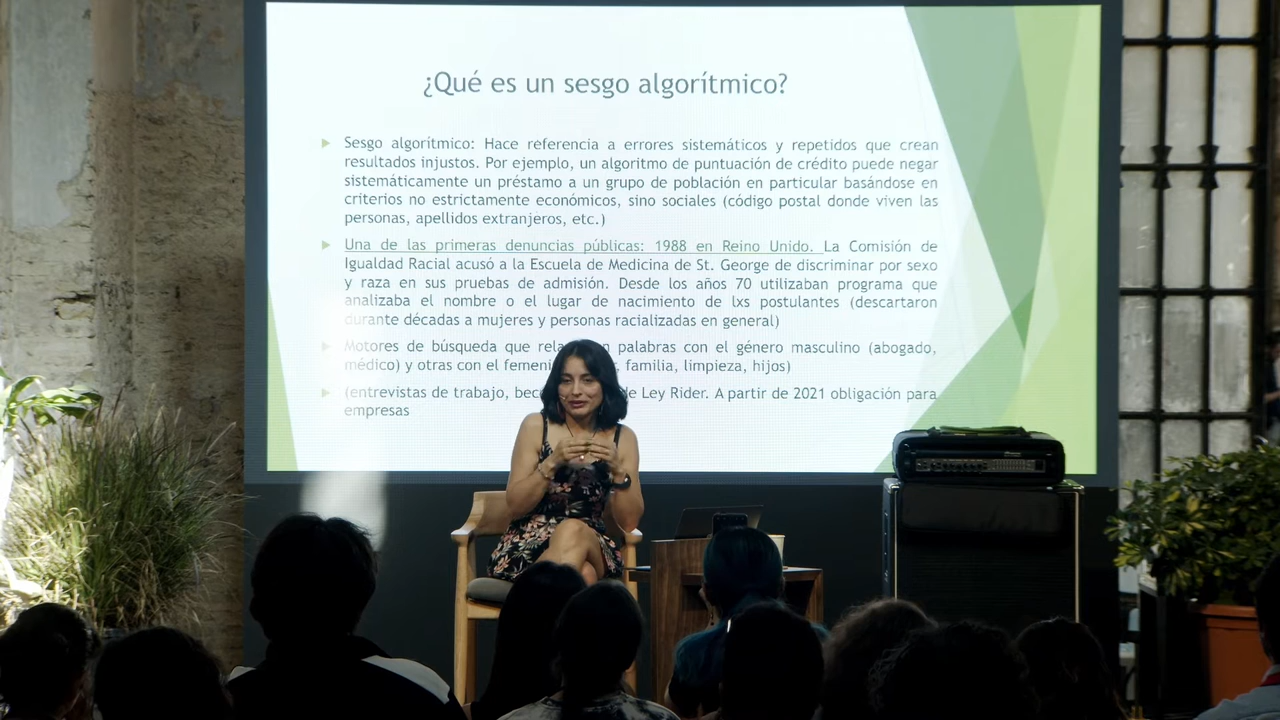 ¿Qué es un sesgo algorítmico?
Sesgo algorítmico: Hace referencia a errores sistemáticos y repetidos que crean
resultados injustos. Por ejemplo, un algoritmo de puntuación de crédito puede negar
sistemáticamente un préstamo a un grupo de población en particular basándose en
criterios no estrictamente económicos, sino sociales (código postal donde viven las
personas, apellidos extranjeros, etc.)
Una de las primeras denuncias públicas: 1988 en Reino Unido. La Comisión de
Igualdad Racial acusó a la Escuela de Medicina de St. George de discriminar por sexo
y raza en sus pruebas de admisión. Desde los años 70 utilizaban programa que
analizaba el nombre o el lugar de nacimiento de lxs postulantes (descartaron
durante décadas a mujeres y personas racializadas en general)
Motores de búsqueda que palabras con el género masculino (abogado,
médico) y otras con el familia, limpieza, hijos)
(entrevistas de trabajo, de Ley Rider. A partir de 2021 obligación para
empresas